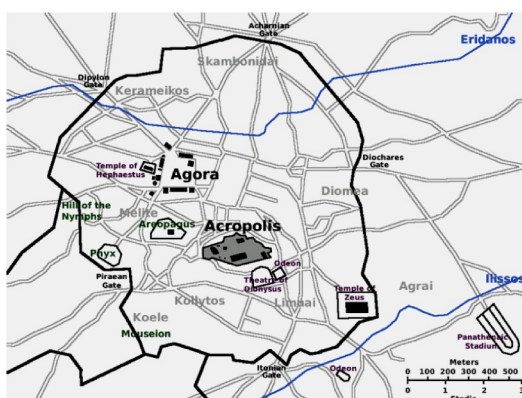 Acharnian
Gate
Eridanos
Skambonidai
Dipylon
Gate
Kerameikos
Temple of
Hephaestus
Agora
Diochares
Gate
Diomea
Hill of the
Nymphs
Melite
Areopagus
Acropolis
Phyx
Odeon
Piraean
Gate
Theatre of
Dionysus
Temple of
Zeus
Ilissos
Agrai
Kollytos
Limnai
Koele
Mouseion
Panathenaic
Stadium
Itonian
Gate
Odeon
Meters
0 100 200 300 400 500
0 1 2 3
Stadia